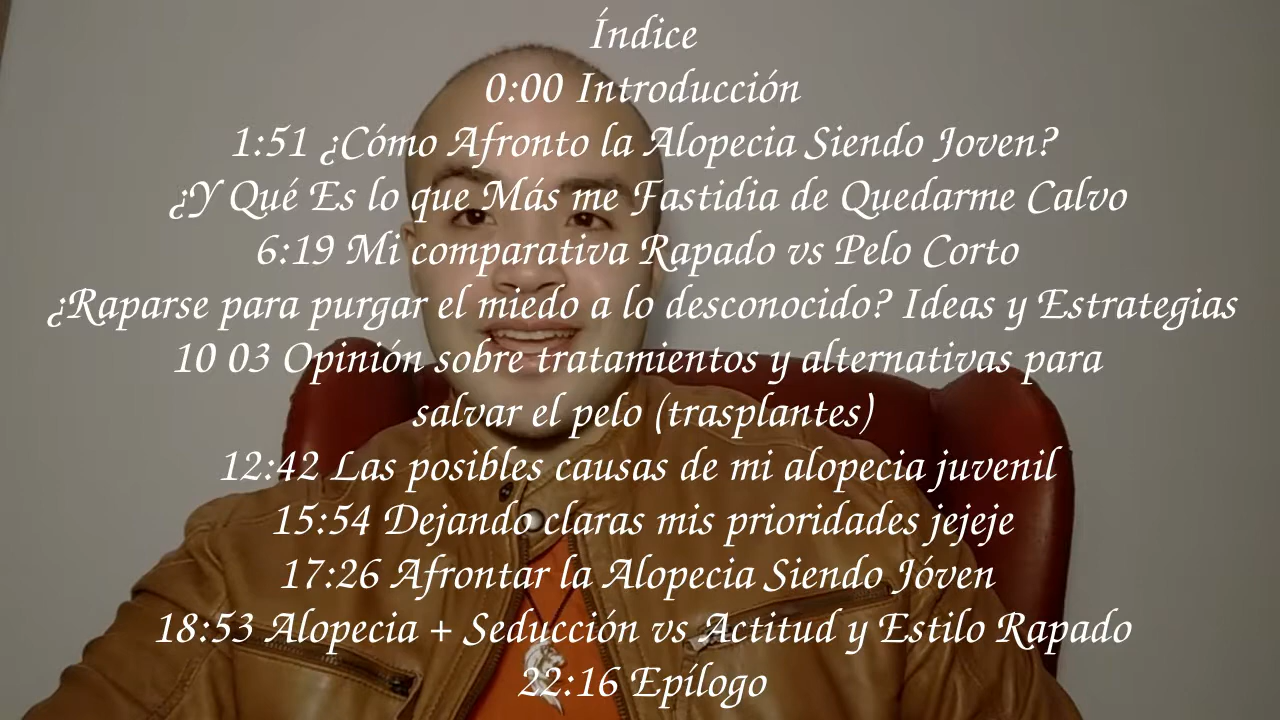 Índice
0:00 Introducción
1:51 ¿Cómo Afronto la Alopecia Siendo Joven?
¿Y Qué Es lo que Más me Fastidia de Quedarme Calvo
6:19 Mi comparativa Rapado vs Pelo Corto
¿Raparse para purgar el miedo a lo desconocido? Ideas y Estrategias
10 03 Opinión sobre tratamientos y alternativas para
salvar el pelo (trasplantes)
12:42 Las posibles causas de mi alopecia juvenil
15:54 Dejando claras mis prioridades jejeje
17:26 Afrontar la Alopecia Siendo Jóven
18:53 Alopecia + Seducción vs Actitud y Estilo Rapado
22:16 Epílogo